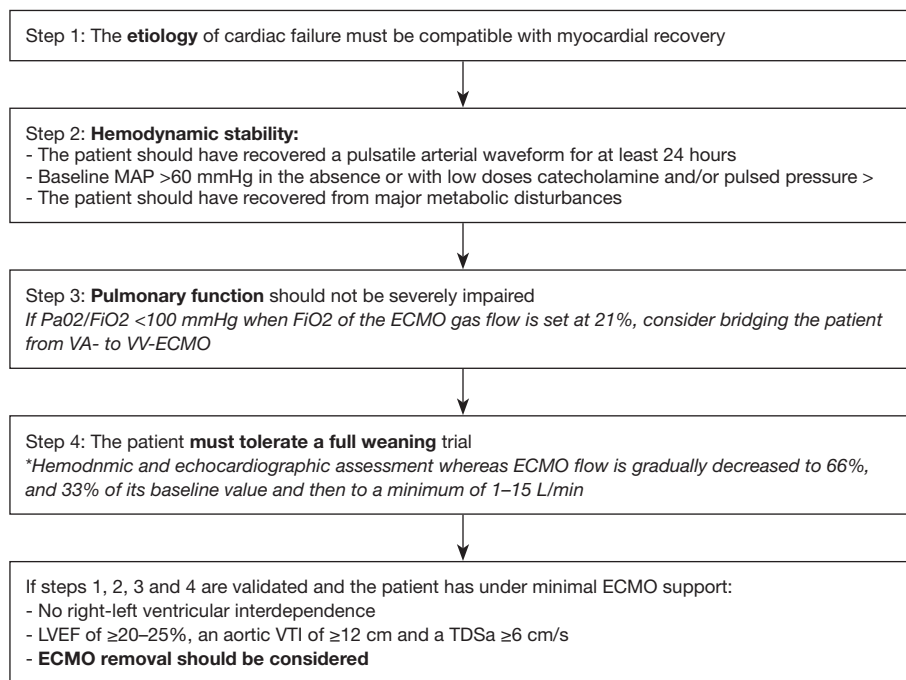 Step 1: The etiology of cardiac failure must be compatible with myocardial recovery
Step 2: Hemodynamic stability:
- The patient should have recovered a pulsatile arterial waveform for at least 24 hours
- Baseline MAP >60 mmHg in the absence or with low doses catecholamine and/or pulsed pressure >
- The patient should have recovered from major metabolic disturbances
Step 3: Pulmonary function should not be severely impaired
If Pa02/FiO2 <100 mmHg when FiO2 of the ECMO gas flow is set at 21%, consider bridging the patient
from VA- to VV-ECMO
Step 4: The patient must tolerate a full weaning trial
*Hemodnmic and echocardiographic assessment whereas ECMO flow is gradually decreased to 66%,
and 33% of its baseline value and then to a minimum of 1–15 L/min
If steps 1, 2, 3 and 4 are validated and the patient has under minimal ECMO support:
- No right-left ventricular interdependence
- LVEF of ≥20–25%, an aortic VTI of ≥12 cm and a TDSa ≥6 cm/s
- ECMO removal should be considered